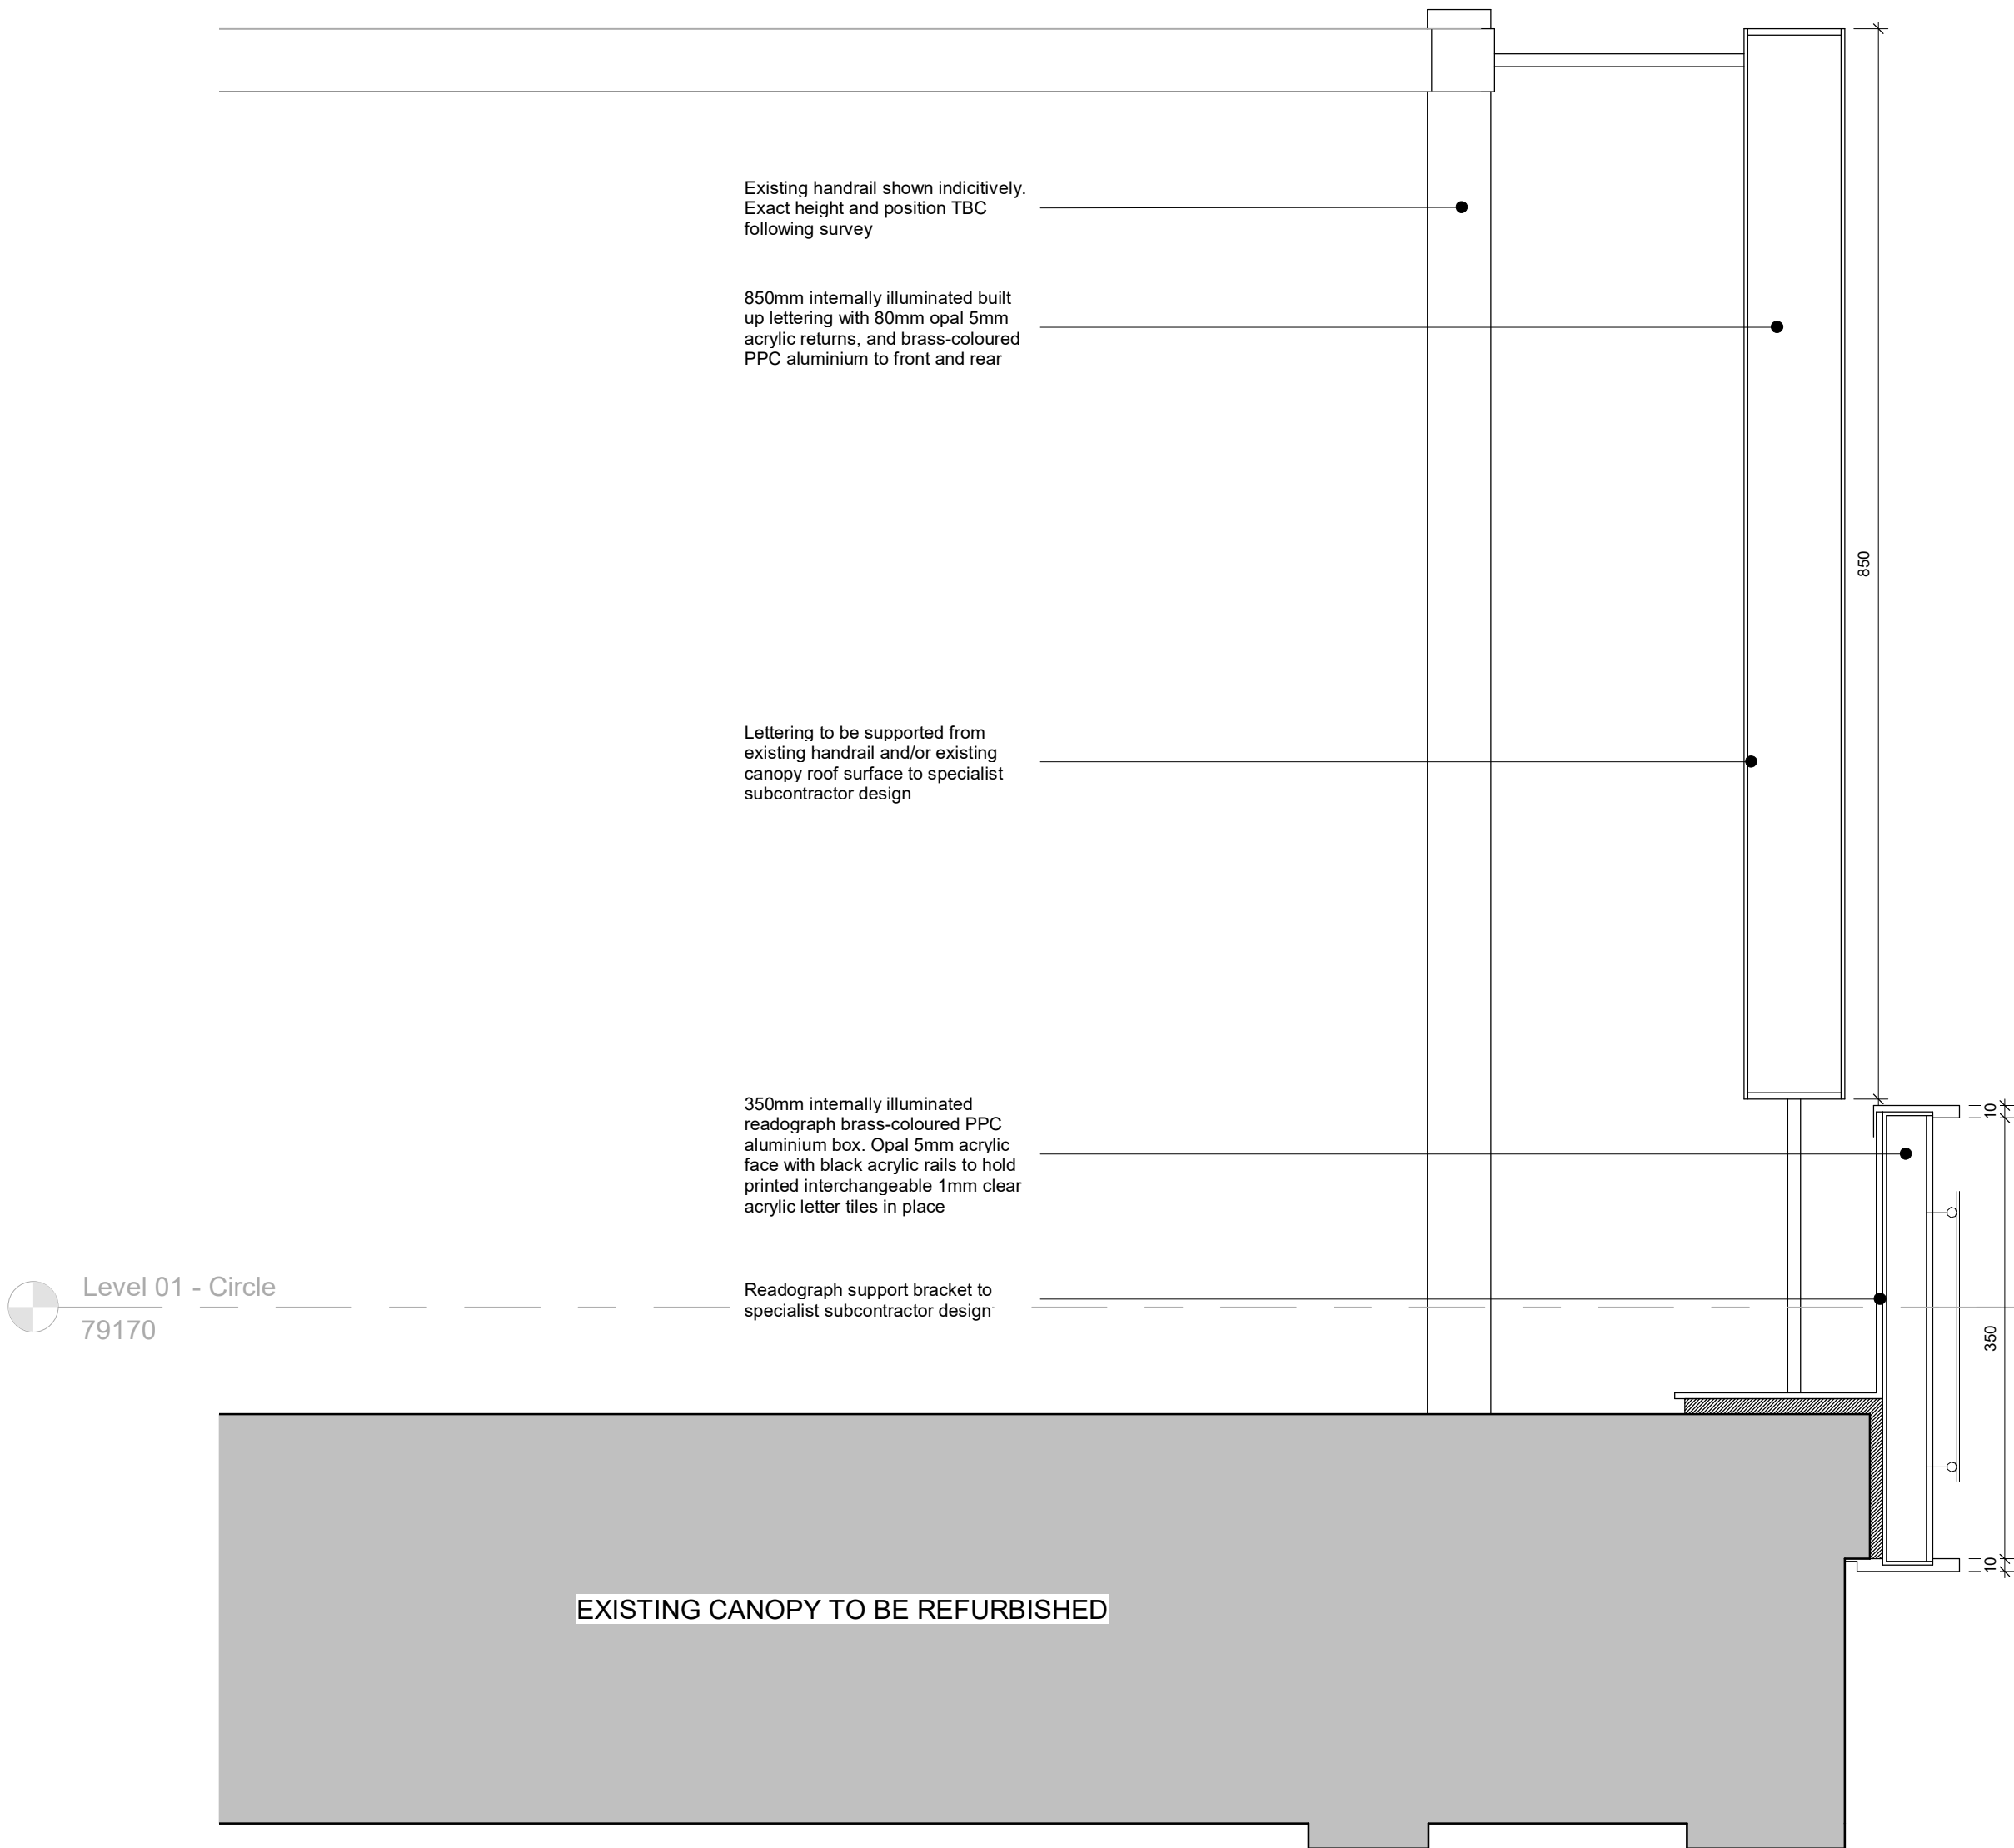 Existing handrail shown indicitively.
Exact height and position TBC
following survey
850mm internally illuminated built
up lettering with 80mm opal 5mm
acrylic returns, and brass-coloured
PPC aluminium to front and rear
850
Lettering to be supported from
existing handrail and/or existing
canopy roof surface to specialist
subcontractor design
350mm internally illuminated
readograph brass-coloured PPC
aluminium box. Opal 5mm acrylic
face with black acrylic rails to hold
printed interchangeable 1mm clear
acrylic letter tiles in place
10
Level 01 - Circle
79170
Readograph support bracket to
specialist subcontractor design
350
10
EXISTING CANOPY TO BE REFURBISHED